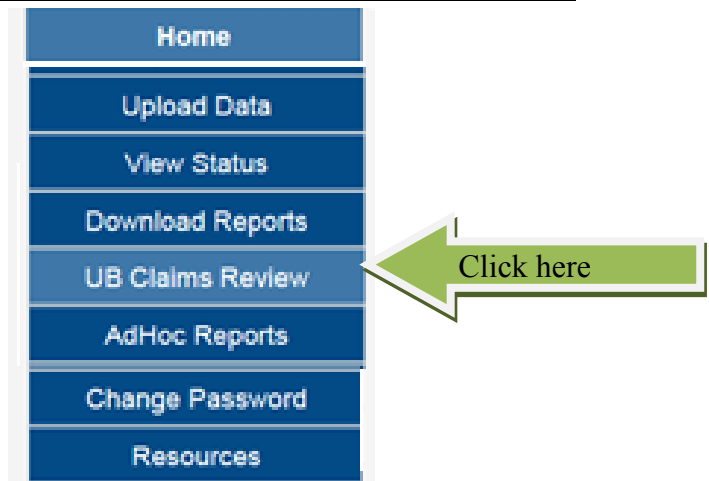 Home
Upload Data
View Status
Download Reports
UB Claims Review
Click here
AdHoc Reports
Change Password
Resources